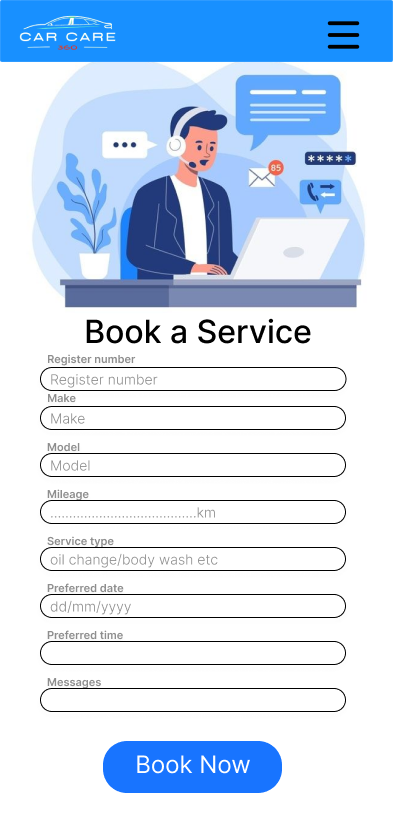 CAR CARE
85
*****
Book a Service
Register number
Register number
Make
Make
Model
Model
Mileage
.......................................km
Service type
oil change/body wash etc
Preferred date
dd/mm/yyyy
Preferred time
Messages
Book Now